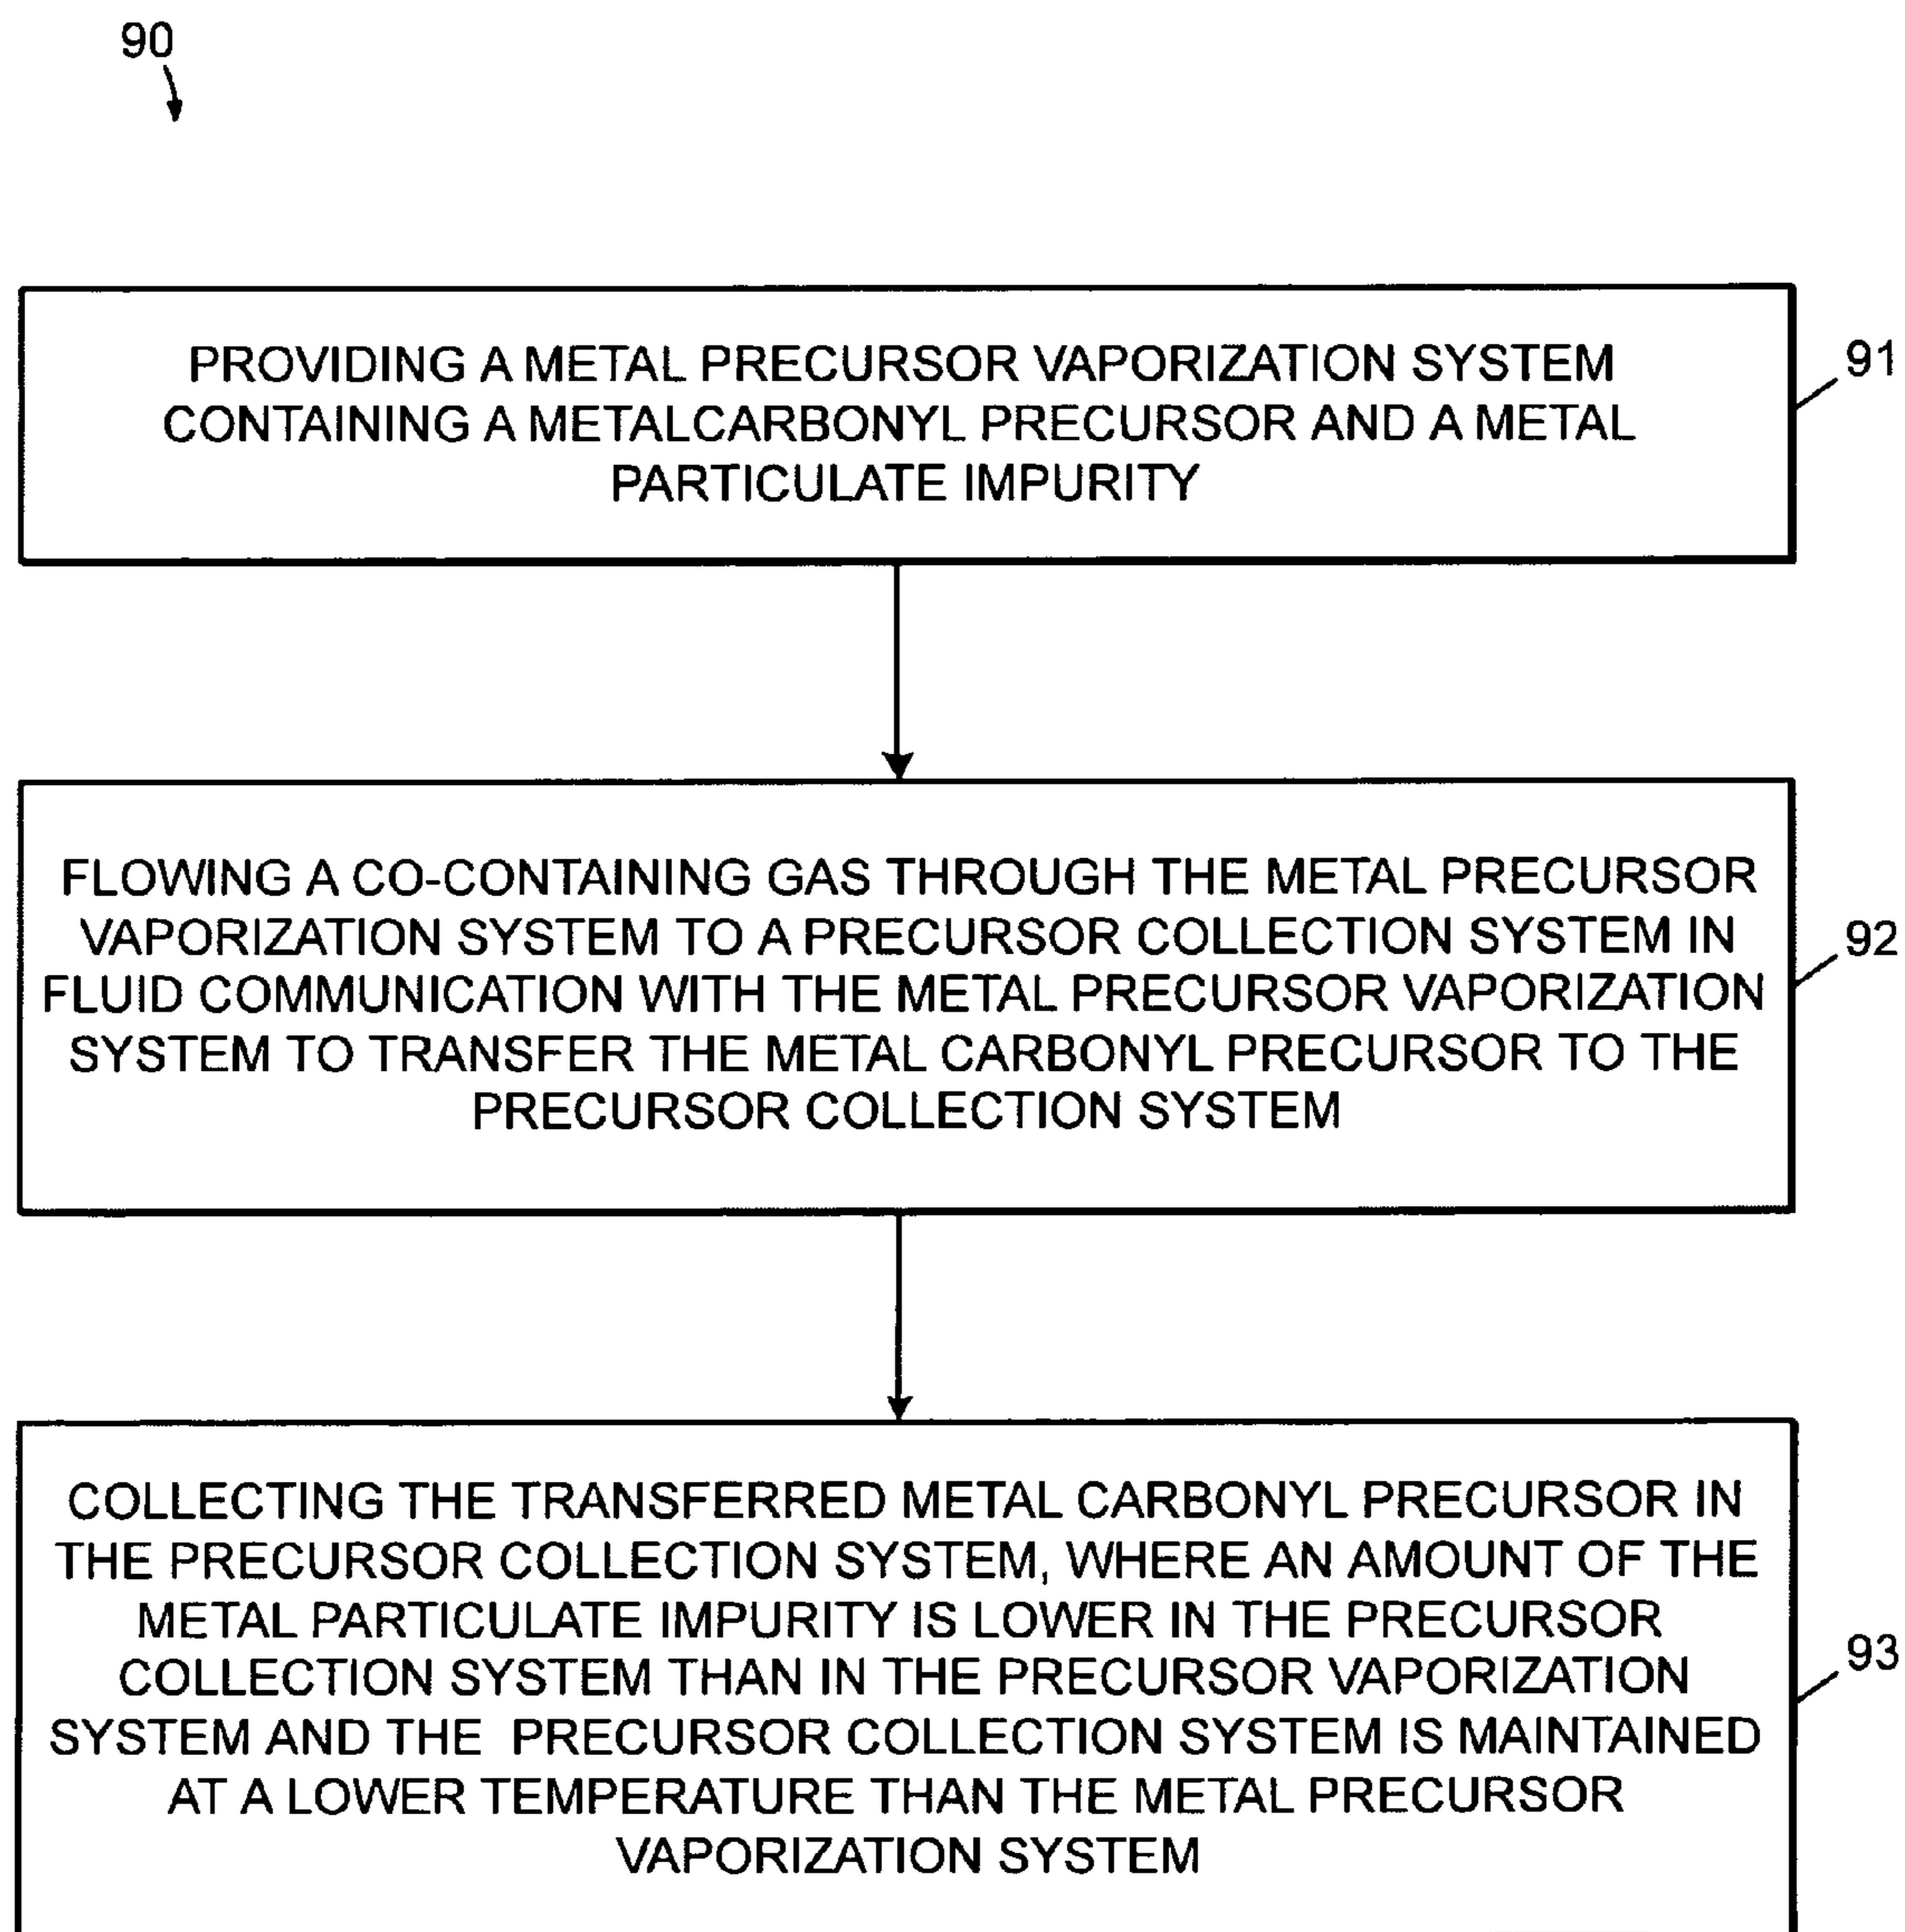 90
PROVIDING A METAL PRECURSOR VAPORIZATION SYSTEM
CONTAINING A METALCARBONYL PRECURSOR AND A METAL
PARTICULATE IMPURITY
91
FLOWING A CO-CONTAINING GAS THROUGH THE METAL PRECURSOR
VAPORIZATION SYSTEM TO A PRECURSOR COLLECTION SYSTEM IN
FLUID COMMUNICATION WITH THE METAL PRECURSOR VAPORIZATION
SYSTEM TO TRANSFER THE METAL CARBONYL PRECURSOR TO THE
PRECURSOR COLLECTION SYSTEM
92
COLLECTING THE TRANSFERRED METAL CARBONYL PRECURSOR IN
THE PRECURSOR COLLECTION SYSTEM, WHERE AN AMOUNT OF THE
METAL PARTICULATE IMPURITY IS LOWER IN THE PRECURSOR
COLLECTION SYSTEM THAN IN THE PRECURSOR VAPORIZATION
SYSTEM AND THE PRECURSOR COLLECTION SYSTEM IS MAINTAINED
AT A LOWER TEMPERATURE THAN THE METAL PRECURSOR
VAPORIZATION SYSTEM
93